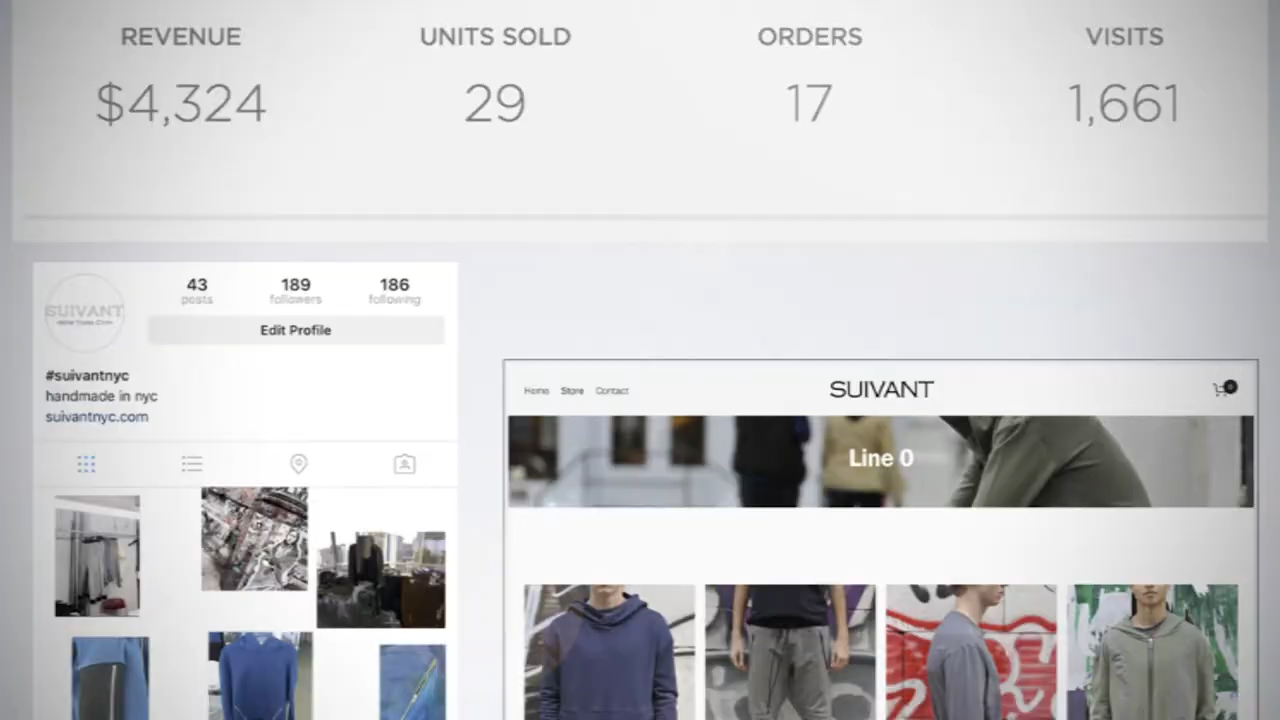 REVENUE UNITS SOLD ORDERS VISITS
$4,324 29 17 1,661
43 189 186
posts followers following
SUIVANT
Edit Profile
#suivantnyc
handmade in nyc
suivantnyc.com
Home Store Contact SUIVANT 0
Line 0